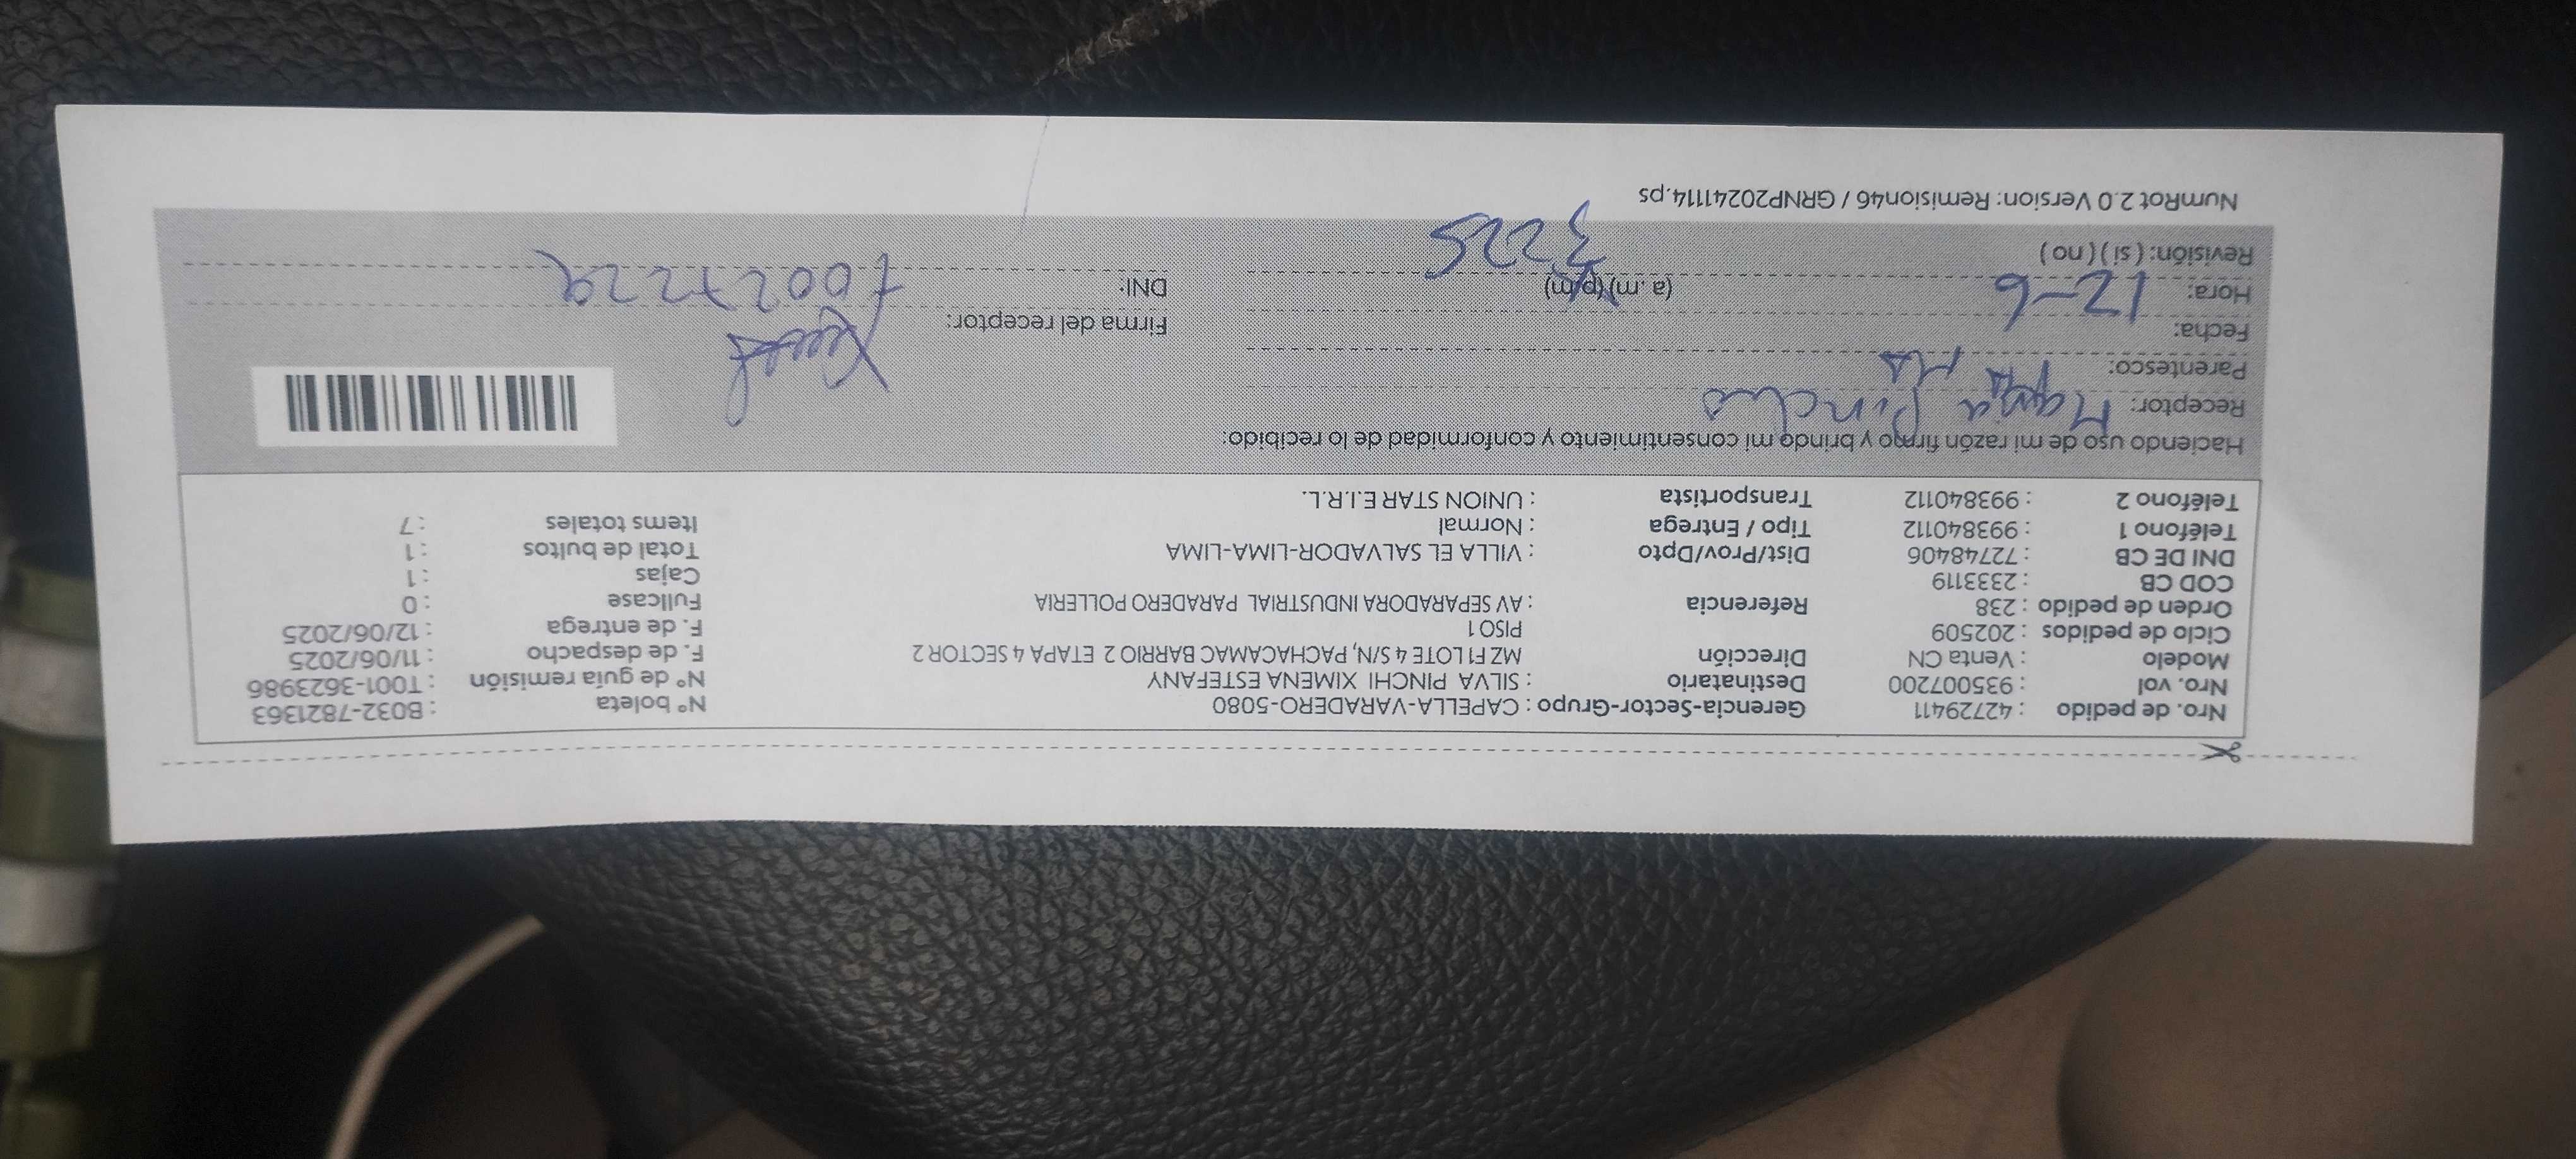 Nro. de pedido : 42729411 Gerencia-Sector-Grupo : CAPELLA-VARADERO-5080 N° boleta : B032-7821363
Nro. vol : 935007200 Destinatario : SILVA PINCHI XIMENA ESTEFANY N° de guía remisión : T001-3623986
Modelo : Venta CN Dirección MZ F1 LOTE 4 S/N, PACHACAMAC BARRIO 2 ETAPA 4 SECTOR 2 F. de despacho : 11/06/2025
Ciclo de pedidos : 202509 PISO 1 F. de entrega : 12/06/2025
Orden de pedido : 238 Referencia : AV SEPARADORA INDUSTRIAL PARADERO POLLERIA Fullcase : 0
COD CB : 2333119 Cajas : 1
DNI DE CB : 72748406 Dist/Prov/Dpto : VILLA EL SALVADOR-LIMA-LIMA Total de bultos : 1
Teléfono 1 : 993840112 Tipo / Entrega : Normal Items totales : 7
Teléfono 2 : 993840112 Transportista : UNION STAR E.I.R.L.
Haciendo uso de mi razón firmo y brindo mi consentimiento y conformidad de lo recibido:
Receptor:
Parentesco:
Fecha: Firma del receptor:
Hora: 12-6 (a.m) (p.m) DNI:
Revisión: ( si ) ( no ) 3225
NumRot 2.0 Version: Remision46 / GRNP20241114.ps